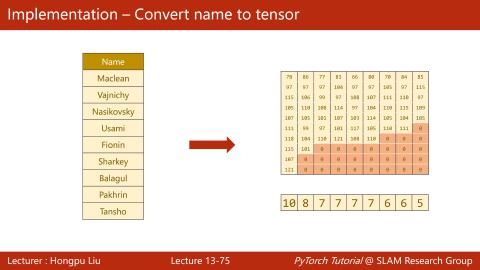 Implementation – Convert name to tensor
Name
Maclean
Vajnichy
Nasikovsky
Usami
Fionin
Sharkey
Balagul
Pakhrin
Tansho
78 86 77 83 66 80 70 84 85
97 97 97 104 97 97 105 97 115
115 106 99 97 108 107 111 110 97
105 110 108 114 97 104 110 115 109
107 105 101 107 103 114 105 104 105
111 99 97 101 117 105 110 111 0
118 104 110 121 108 110 0 0 0
115 121 0 0 0 0 0 0 0
107 0 0 0 0 0 0 0 0
121 0 0 0 0 0 0 0 0
10 8 7 7 7 7 6 6 5
Lecturer : Hongpu Liu
Lecture 13-75
PyTorch Tutorial @ SLAM Research Group